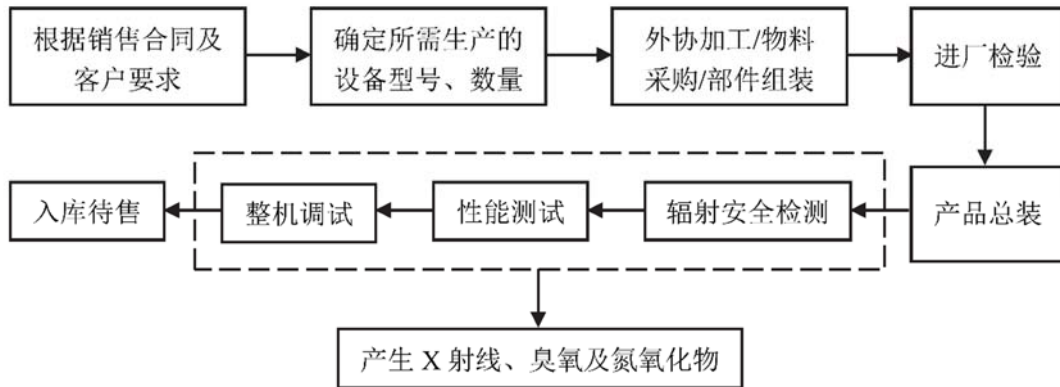 根据销售合同及
客户要求
确定所需生产的
设备型号、数量
外协加工/物料
采购/部件组装
进厂检验
入库待售
整机调试
性能测试
辐射安全检测
产品总装
产生 X 射线、臭氧及氮氧化物